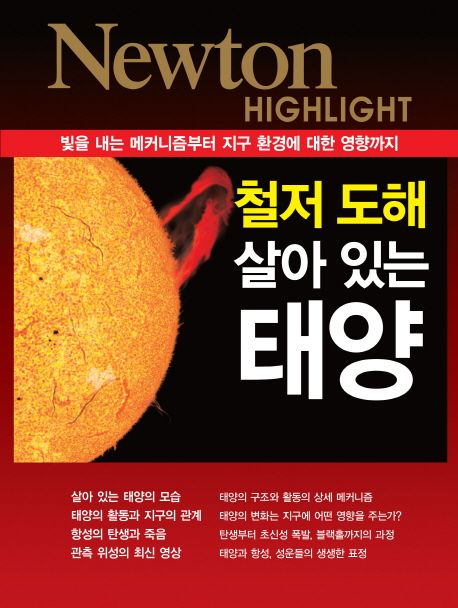 Newton
HIGHLIGHT
빛을 내는 메커니즘부터 지구 환경에 대한 영향까지
철저 도해
살아 있는
태양
살아 있는 태양의 모습 태양의 구조와 활동의 상세 메커니즘
태양의 활동과 지구의 관계 태양의 변화는 지구에 어떤 영향을 주는가?
항성의 탄생과 죽음 탄생부터 초신성 폭발, 블랙홀까지의 과정
관측 위성의 최신 영상 태양과 항성, 성운들의 생생한 표정